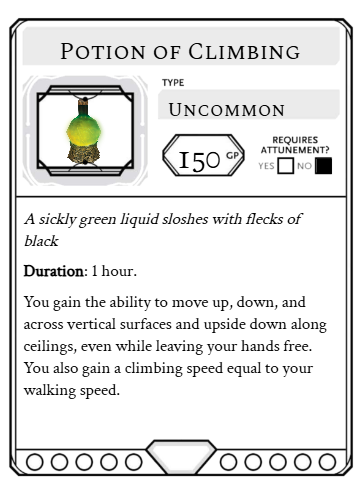 Potion of Climbing
TYPE
Uncommon
150 GP
REQUIRES
ATTUNEMENT?
YES NO
A sickly green liquid sloshes with flecks of
black
Duration: 1 hour.
You gain the ability to move up, down, and
across vertical surfaces and upside down along
ceilings, even while leaving your hands free.
You also gain a climbing speed equal to your
walking speed.